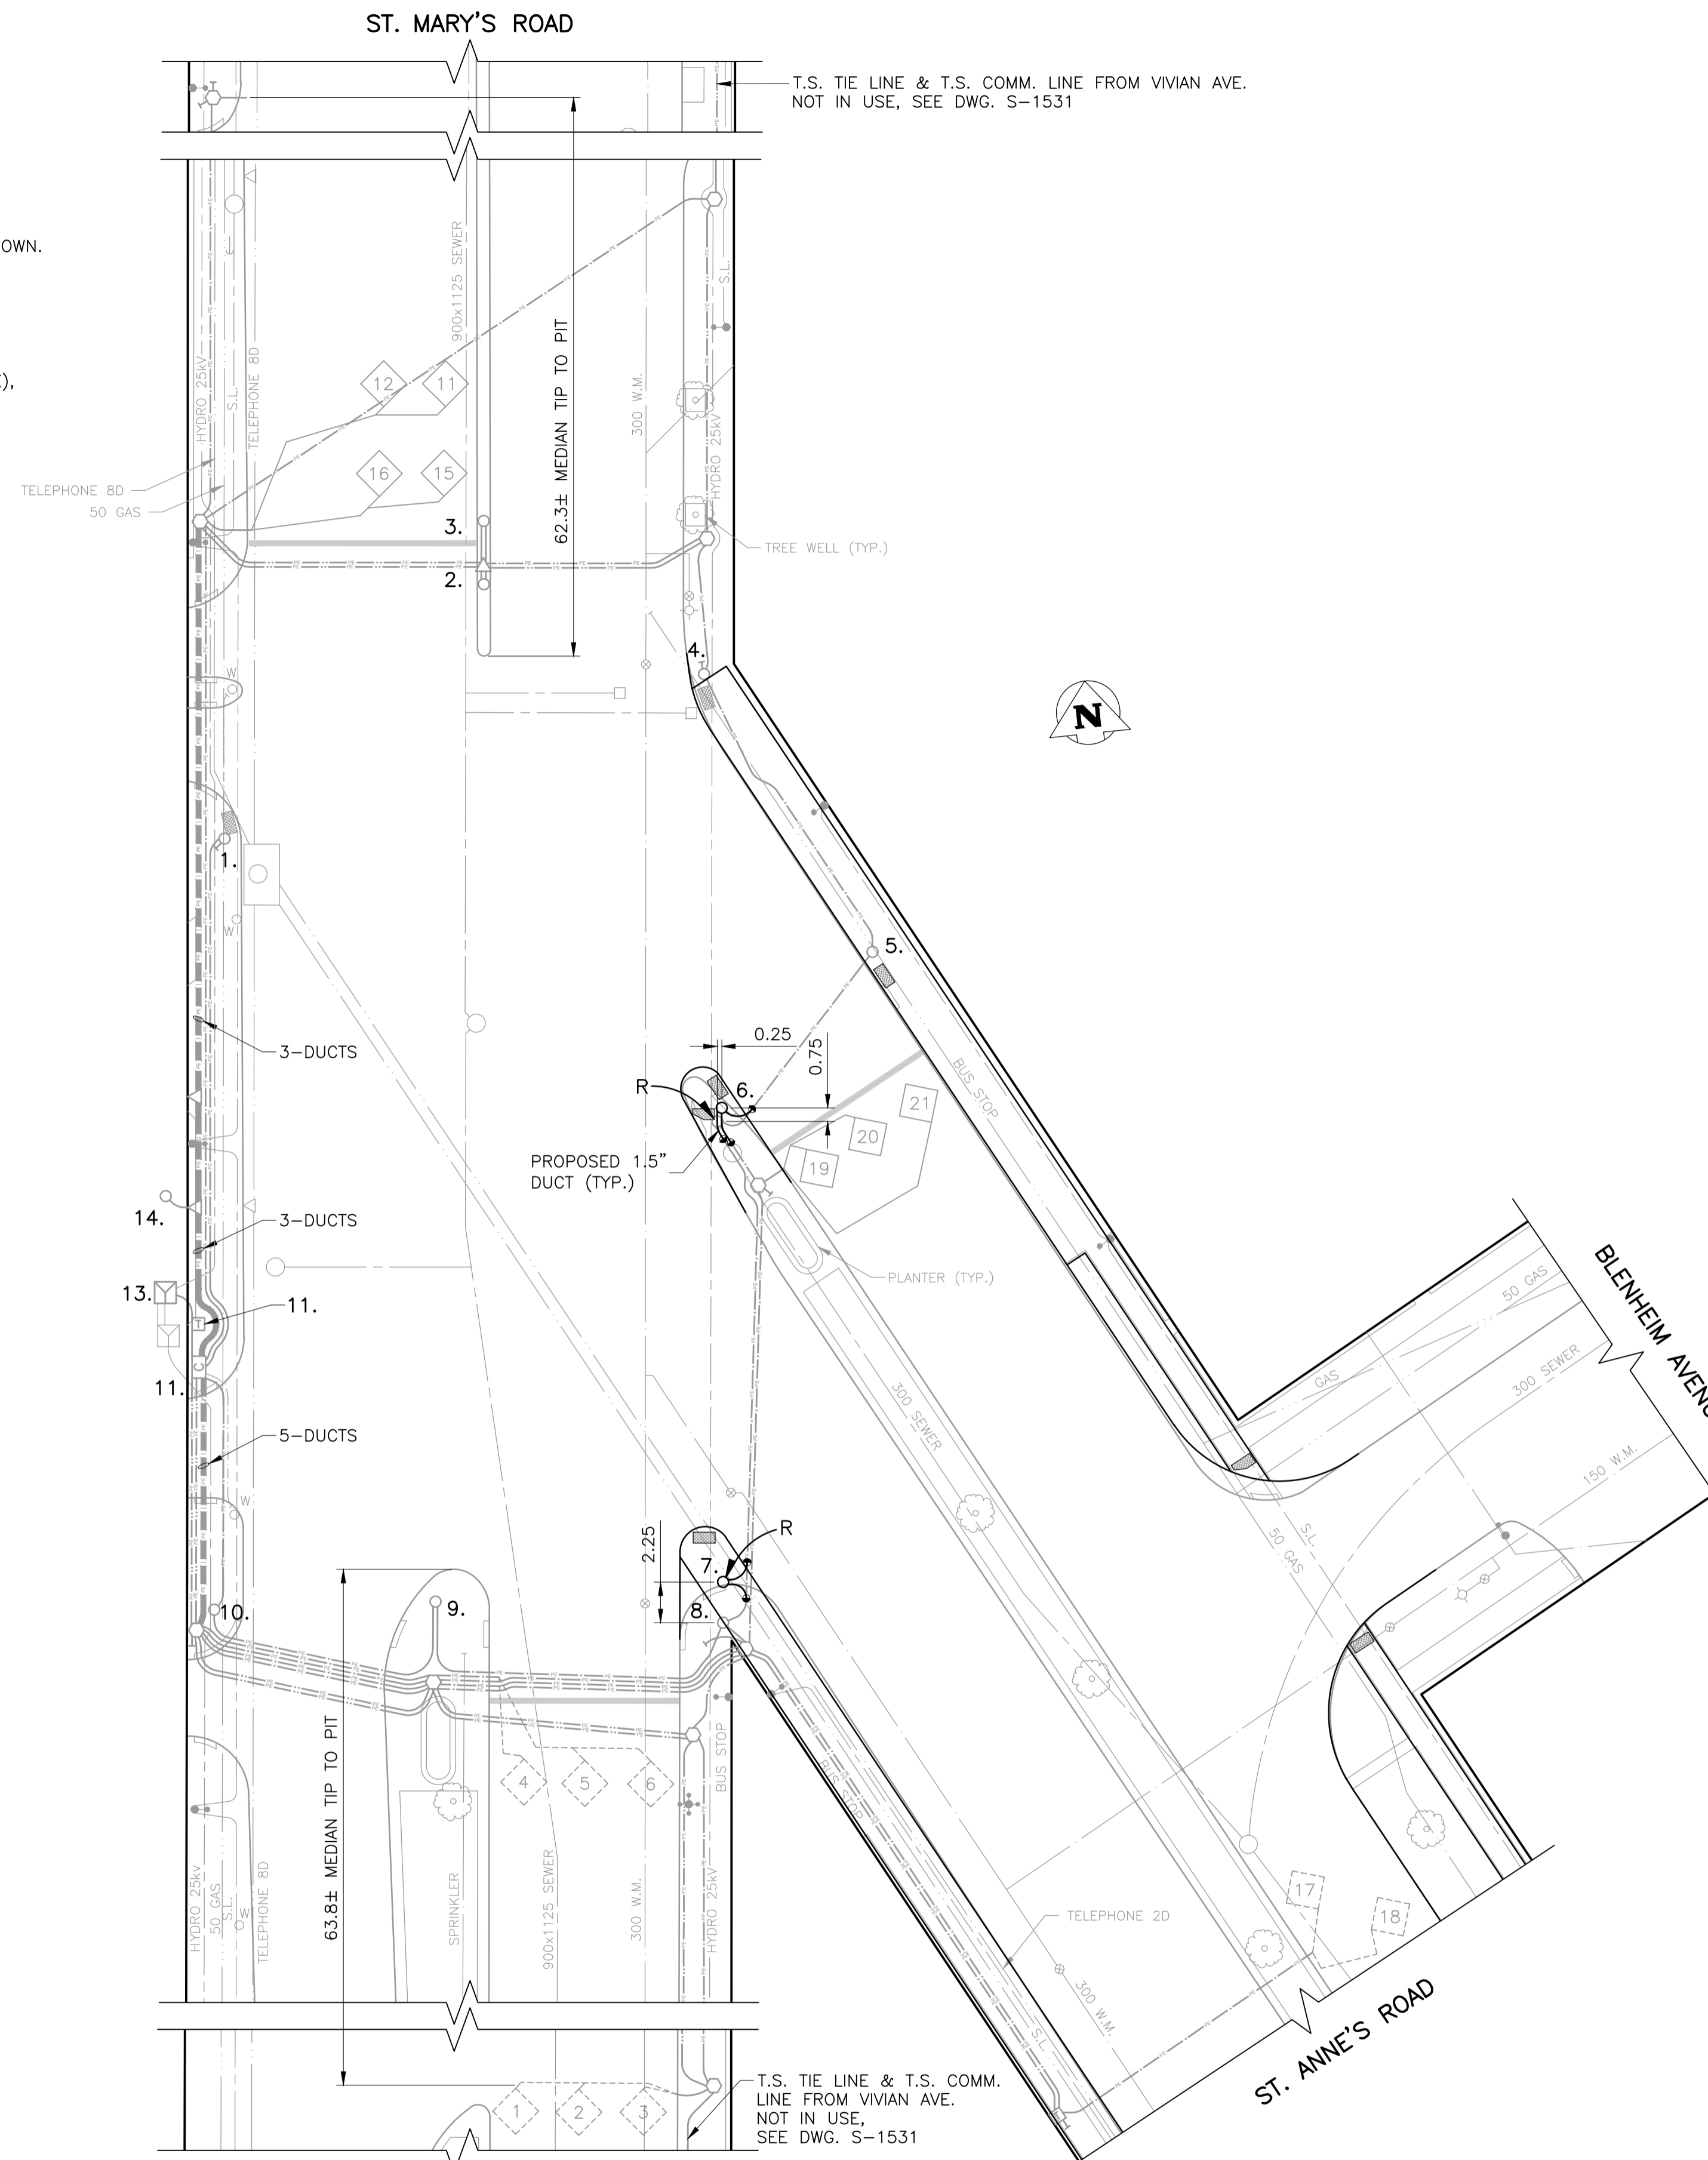 ST. MARY'S ROAD
T.S. TIE LINE & T.S. COMM. LINE FROM VIVIAN AVE.
NOT IN USE, SEE DWG. S-1531
OWN.
900x1125 SEWER
S.L.
62.3± MEDIAN TIP TO PIT
HYDRO 25kV
S.L.
TELEPHONE 8D
12
11
300 W.M.
HYDRO 25kV
16
15
TELEPHONE 8D
50 GAS
3.
TREE WELL (TYP.)
2.
4.
W
N
1.
W
5.
0.25
0.75
3-DUCTS
BUS STOP
R
6.
21
20
19
PROPOSED 1.5"
DUCT (TYP.)
14.
3-DUCTS
PLANTER (TYP.)
13.
11.
T
C
11.
BLENHEIM
50 GAS
GAS
300 SEWER
300 SEWER
150 W.M.
5-DUCTS
W
2.25
R
7.
8.
S.L.
50 GAS
10.
9.
63.8± MEDIAN TIP TO PIT
BUS STOP
4
5
6
BUS STOP
HYDRO 25kv
50 GAS
S.L.
W
TELEPHONE 8D
SPRINKLER
900x1125 SEWER
300 W.M.
HYDRO 25kV
17
18
TELEPHONE 2D
300 W.M.
S.L.
ST. ANNE'S ROAD
1
2
3
T.S. TIE LINE & T.S. COMM.
LINE FROM VIVIAN AVE.
NOT IN USE,
SEE DWG. S-1531